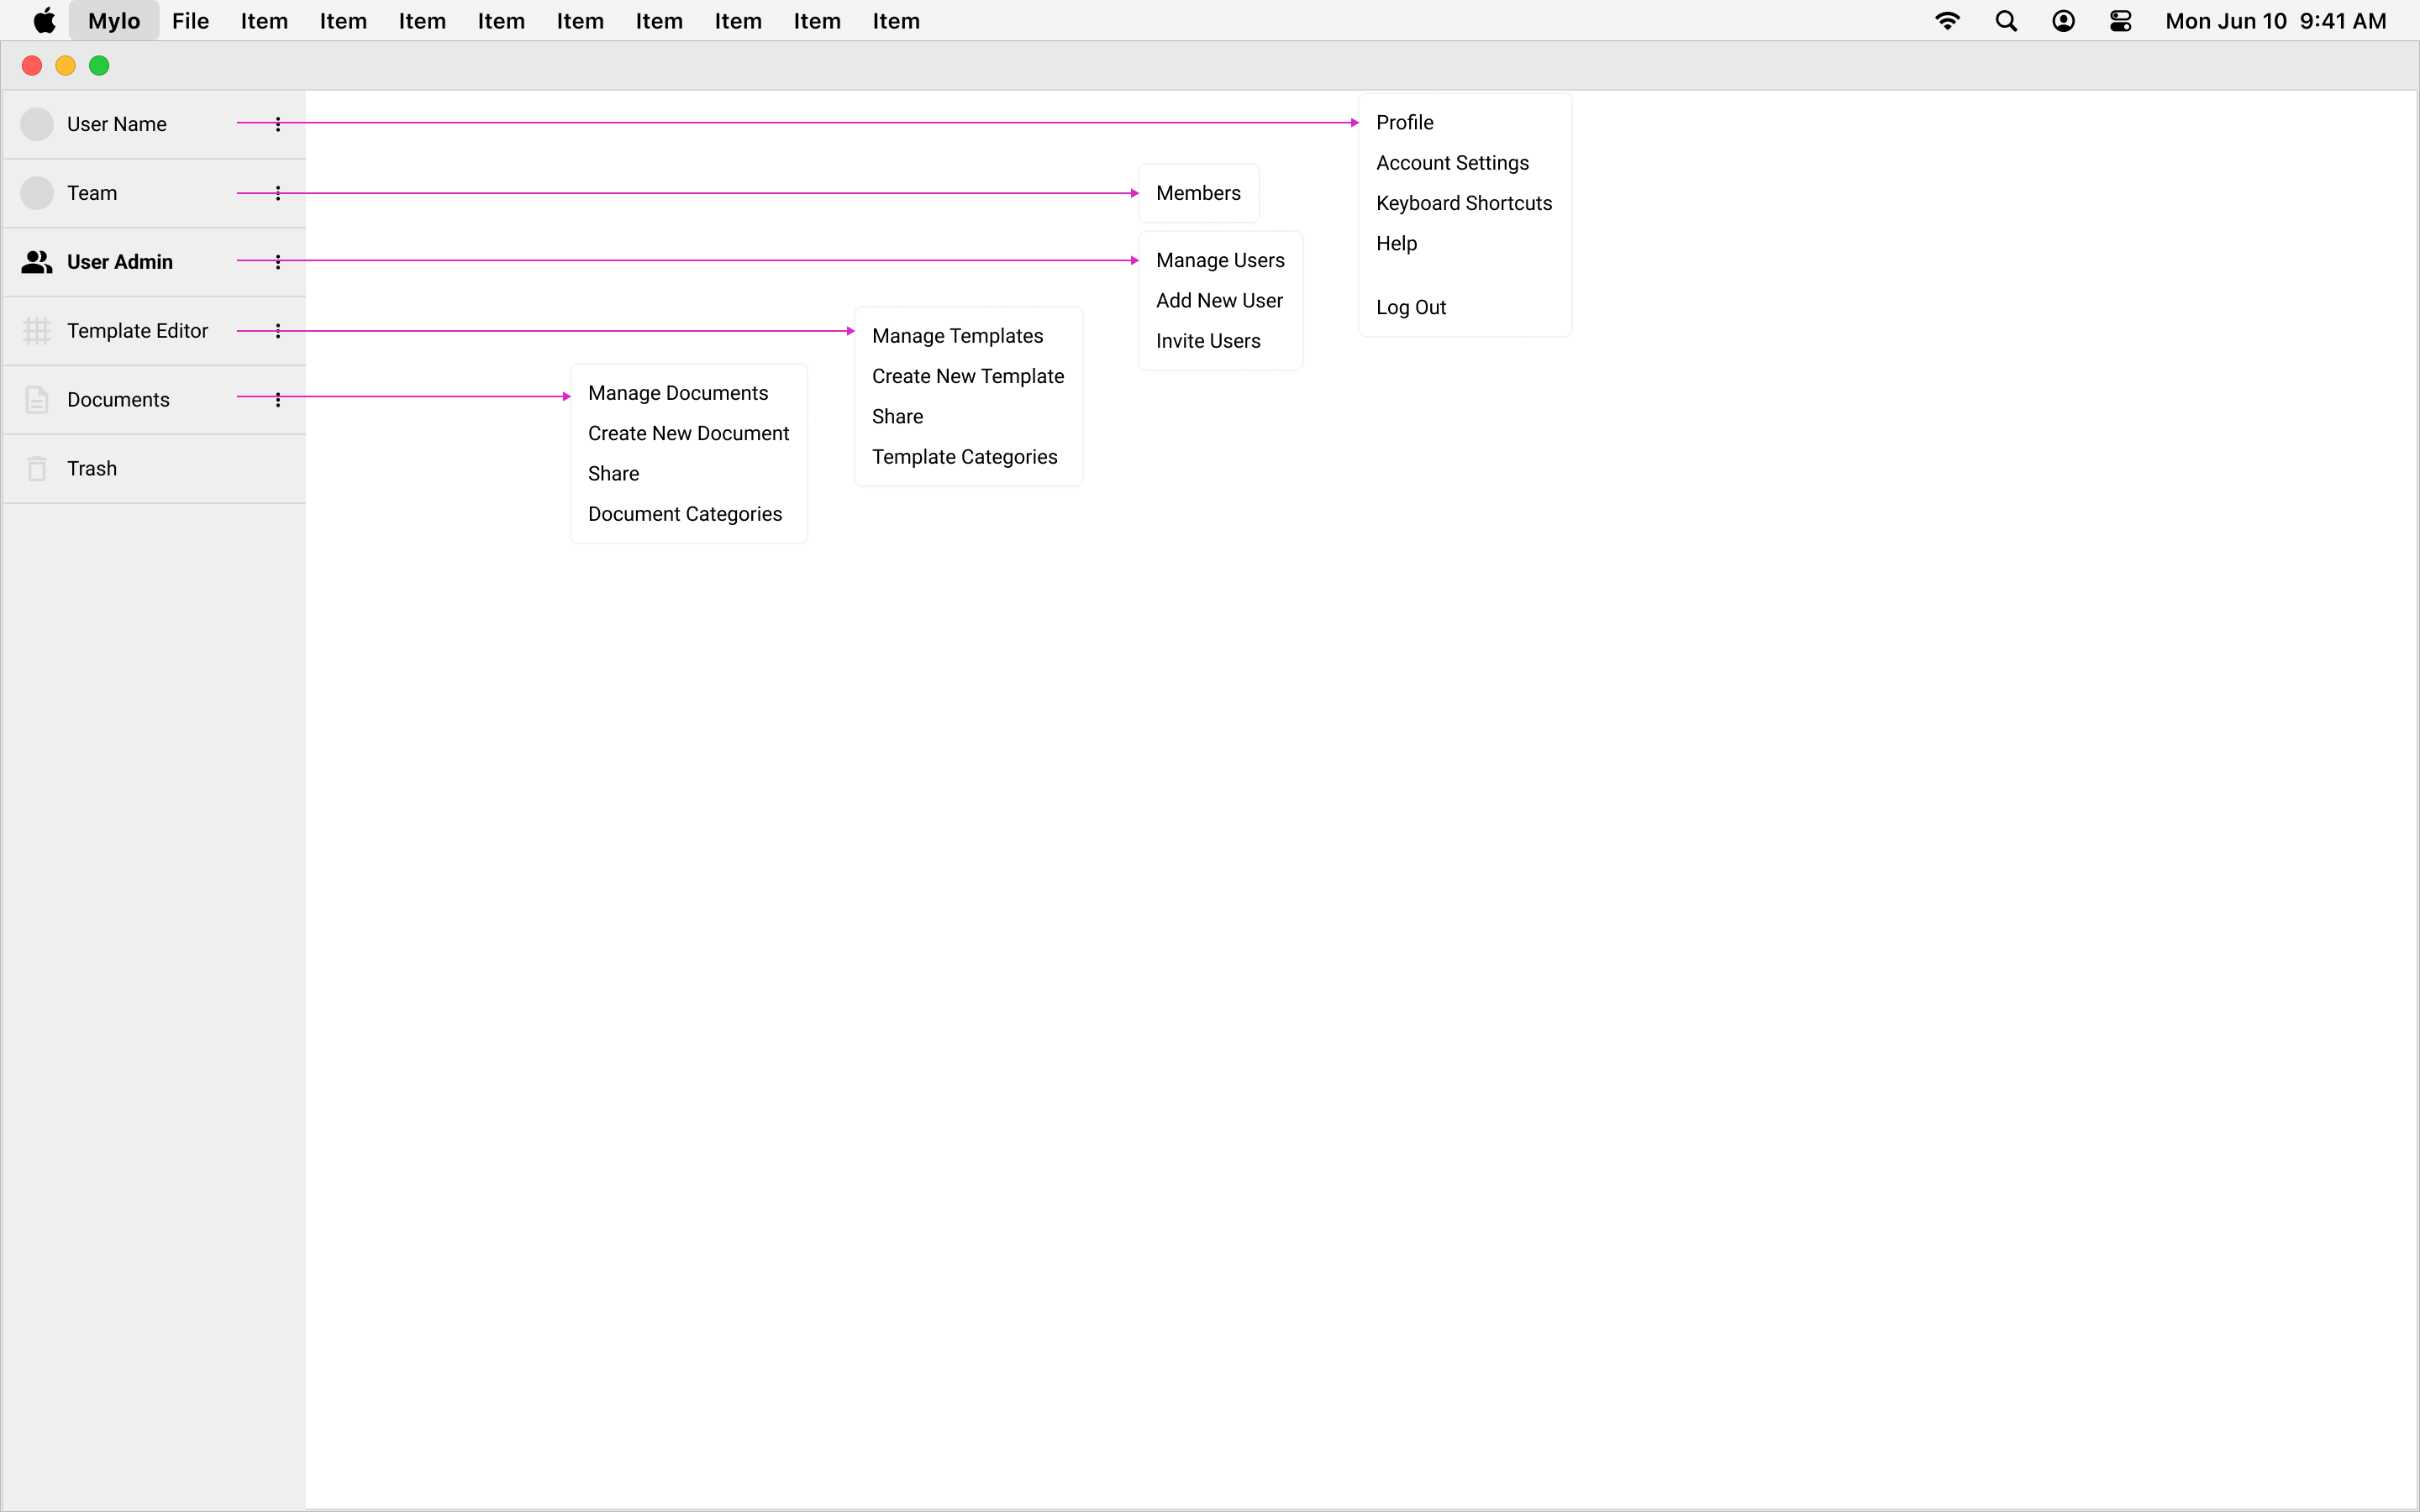 Mylo File Item Item Item Item Item Item Item Item Item Mon Jun 10 9:41 AM
User Name
Team
User Admin
Template Editor
Documents
Trash
Manage Documents
Create New Document
Share
Document Categories
Manage Templates
Create New Template
Share
Template Categories
Members
Manage Users
Add New User
Invite Users
Profile
Account Settings
Keyboard Shortcuts
Help
Log Out